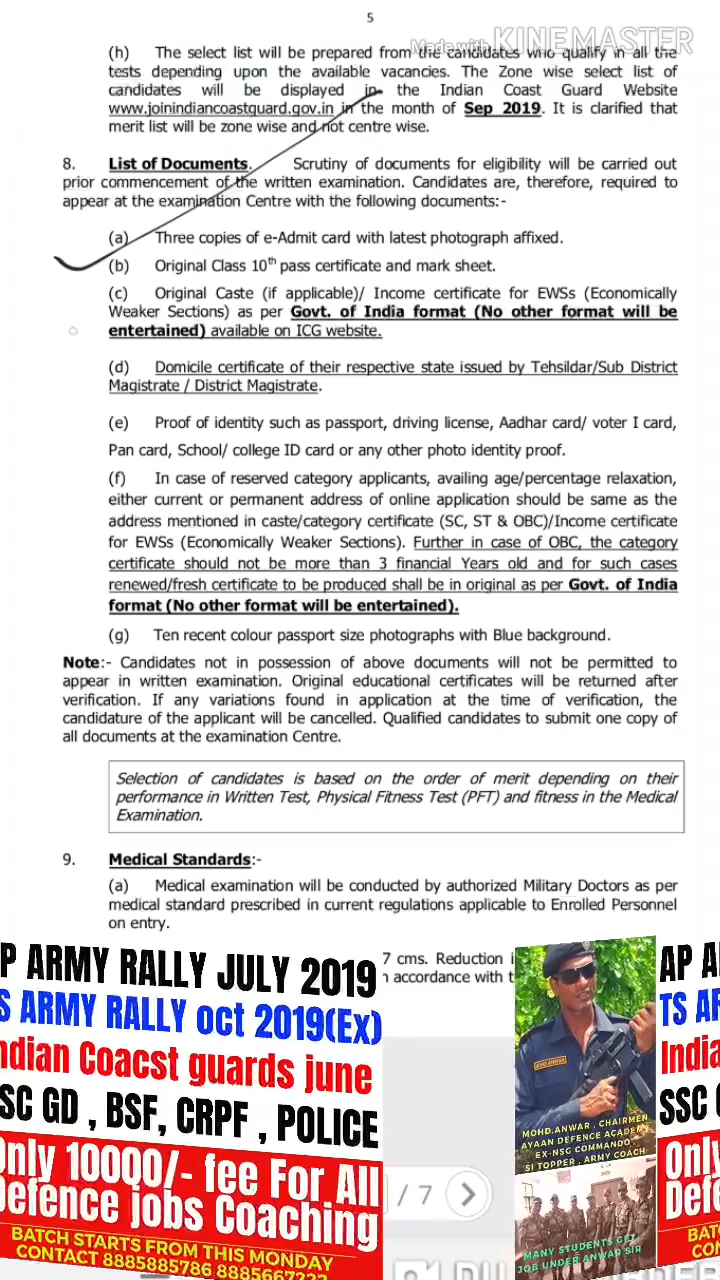 5
Made with KINEMASTER
(h) The select list will be prepared from the candidates who qualify in all the
tests depending upon the available vacancies. The Zone wise select list of
candidates will be displayed in the Indian Coast Guard Website
www.joinindiancoastguard.gov.in in the month of Sep 2019. It is clarified that
merit list will be zone wise and not centre wise.
8. List of Documents. Scrutiny of documents for eligibility will be carried out
prior commencement of the written examination. Candidates are, therefore, required to
appear at the examination Centre with the following documents:-
(a) Three copies of e-Admit card with latest photograph affixed.
(b) Original Class 10th pass certificate and mark sheet.
(c) Original Caste (if applicable)/ Income certificate for EWSs (Economically
Weaker Sections) as per Govt. of India format (No other format will be
entertained) available on ICG website.
(d) Domicile certificate of their respective state issued by Tehsildar/Sub District
Magistrate / District Magistrate.
(e) Proof of identity such as passport, driving license, Aadhar card/ voter I card,
Pan card, School/ college ID card or any other photo identity proof.
(f) In case of reserved category applicants, availing age/percentage relaxation,
either current or permanent address of online application should be same as the
address mentioned in caste/category certificate (SC, ST & OBC)/Income certificate
for EWSs (Economically Weaker Sections). Further in case of OBC, the category
certificate should not be more than 3 financial Years old and for such cases
renewed/fresh certificate to be produced shall be in original as per Govt. of India
format (No other format will be entertained).
(g) Ten recent colour passport size photographs with Blue background.
Note:- Candidates not in possession of above documents will not be permitted to
appear in written examination. Original educational certificates will be returned after
verification. If any variations found in application at the time of verification, the
candidature of the applicant will be cancelled. Qualified candidates to submit one copy of
all documents at the examination Centre.
Selection of candidates is based on the order of merit depending on their
performance in Written Test, Physical Fitness Test (PFT) and fitness in the Medical
Examination.
9. Medical Standards:-
(a) Medical examination will be conducted by authorized Military Doctors as per
medical standard prescribed in current regulations applicable to Enrolled Personnel
on entry.
7 cms. Reduction i
n accordance with t
P ARMY RALLY JULY 2019
S ARMY RALLY oct 2019(Ex)
ndian Coacst guards june
SC GD , BSF, CRPF , POLICE
Only 10000/- fee For All
Defence jobs Coaching
BATCH STARTS FROM THIS MONDAY
CONTACT 8885885786 8885667222
/ 7
MOHD.ANWAR
MOHD.ANWAR , CHAIRMEN
AYAAN DEFENCE ACADEM
EX-NSG COMMANDO,
SI TOPPER , ARMY COACH
MANY STUDENTS GET
JOB UNDER ANWAR SIR
AP A
TS AR
India
SSC G
Only
Defe
BATC
CON